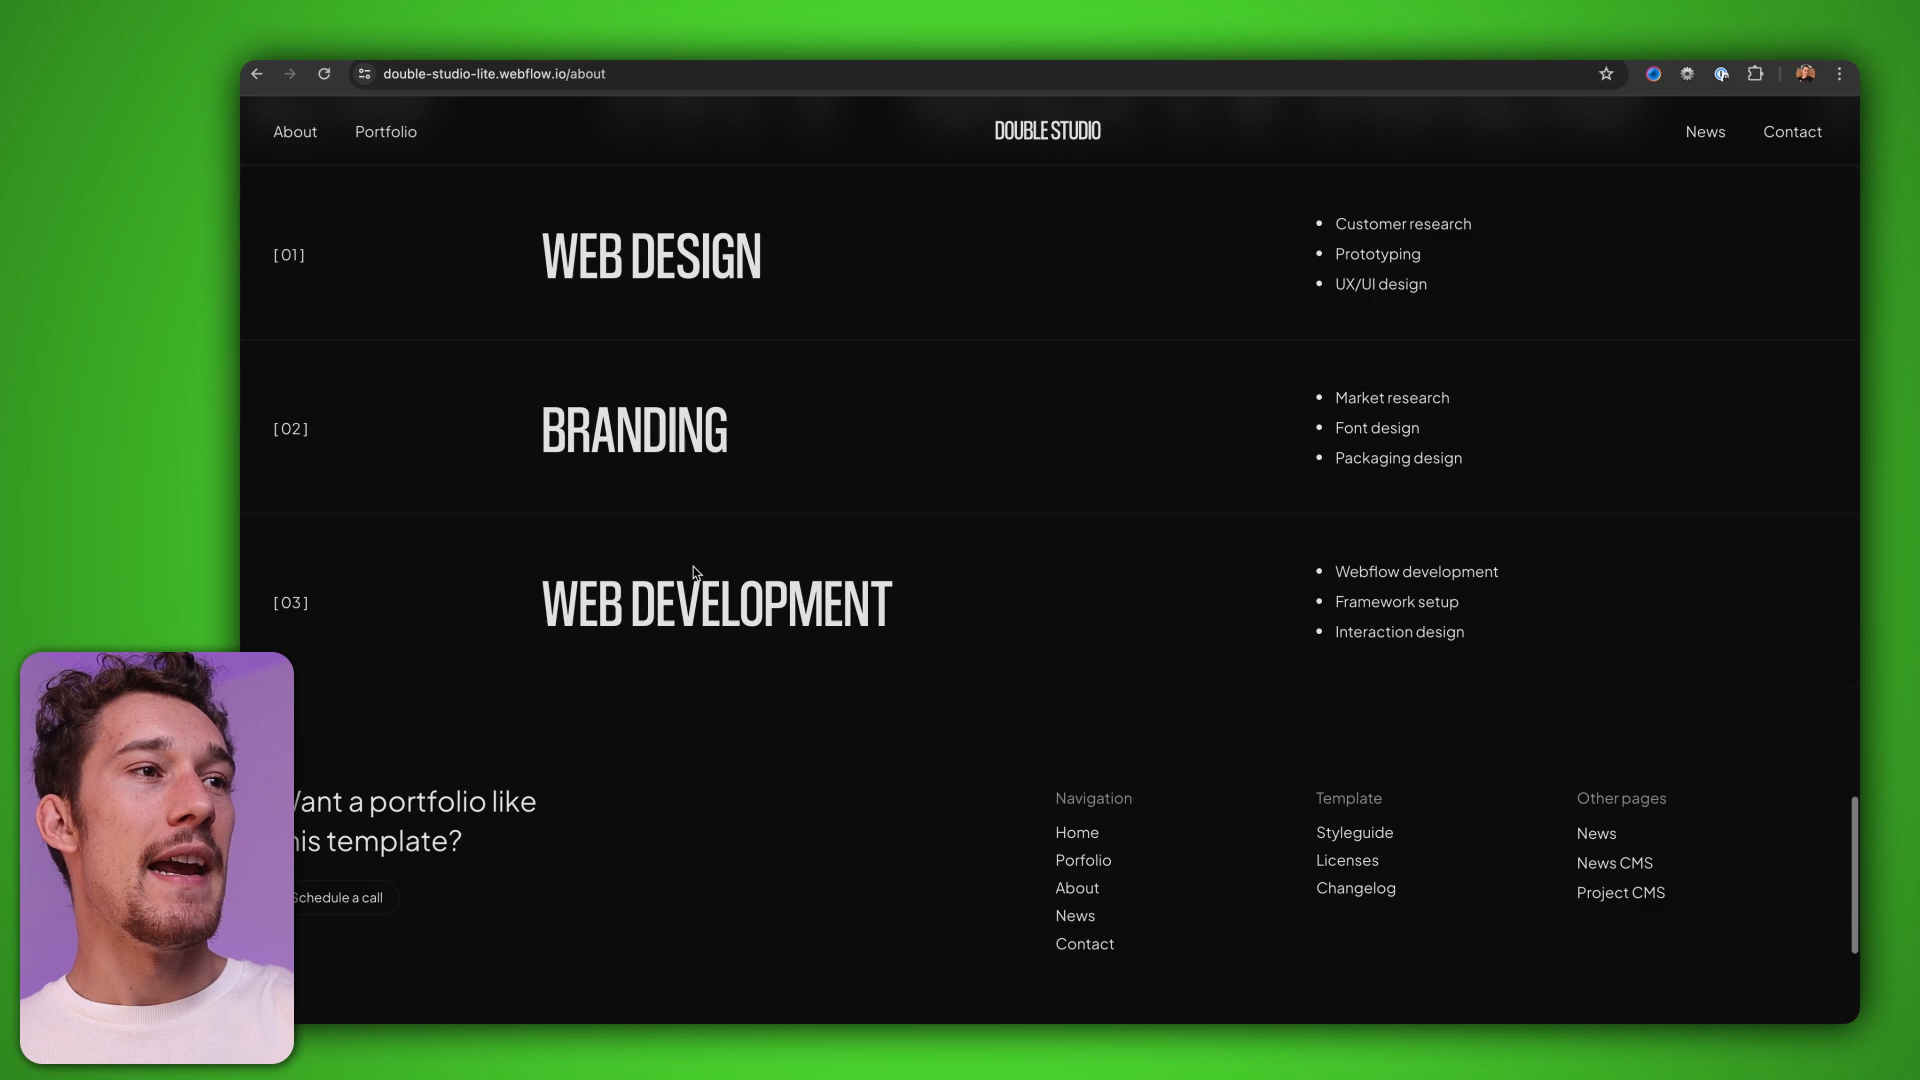 double-studio-lite.webflow.io/about
About
Portfolio
DOUBLE STUDIO
News
Contact
[ 01 ]
WEB DESIGN
Customer research
Prototyping
UX/UI design
[ 02 ]
BRANDING
Market research
Font design
Packaging design
[ 03 ]
WEB DEVELOPMENT
Webflow development
Framework setup
Interaction design
ant a portfolio like
his template?
Schedule a call
Navigation
Home
Porfolio
About
News
Contact
Template
Styleguide
Licenses
Changelog
Other pages
News
News CMS
Project CMS